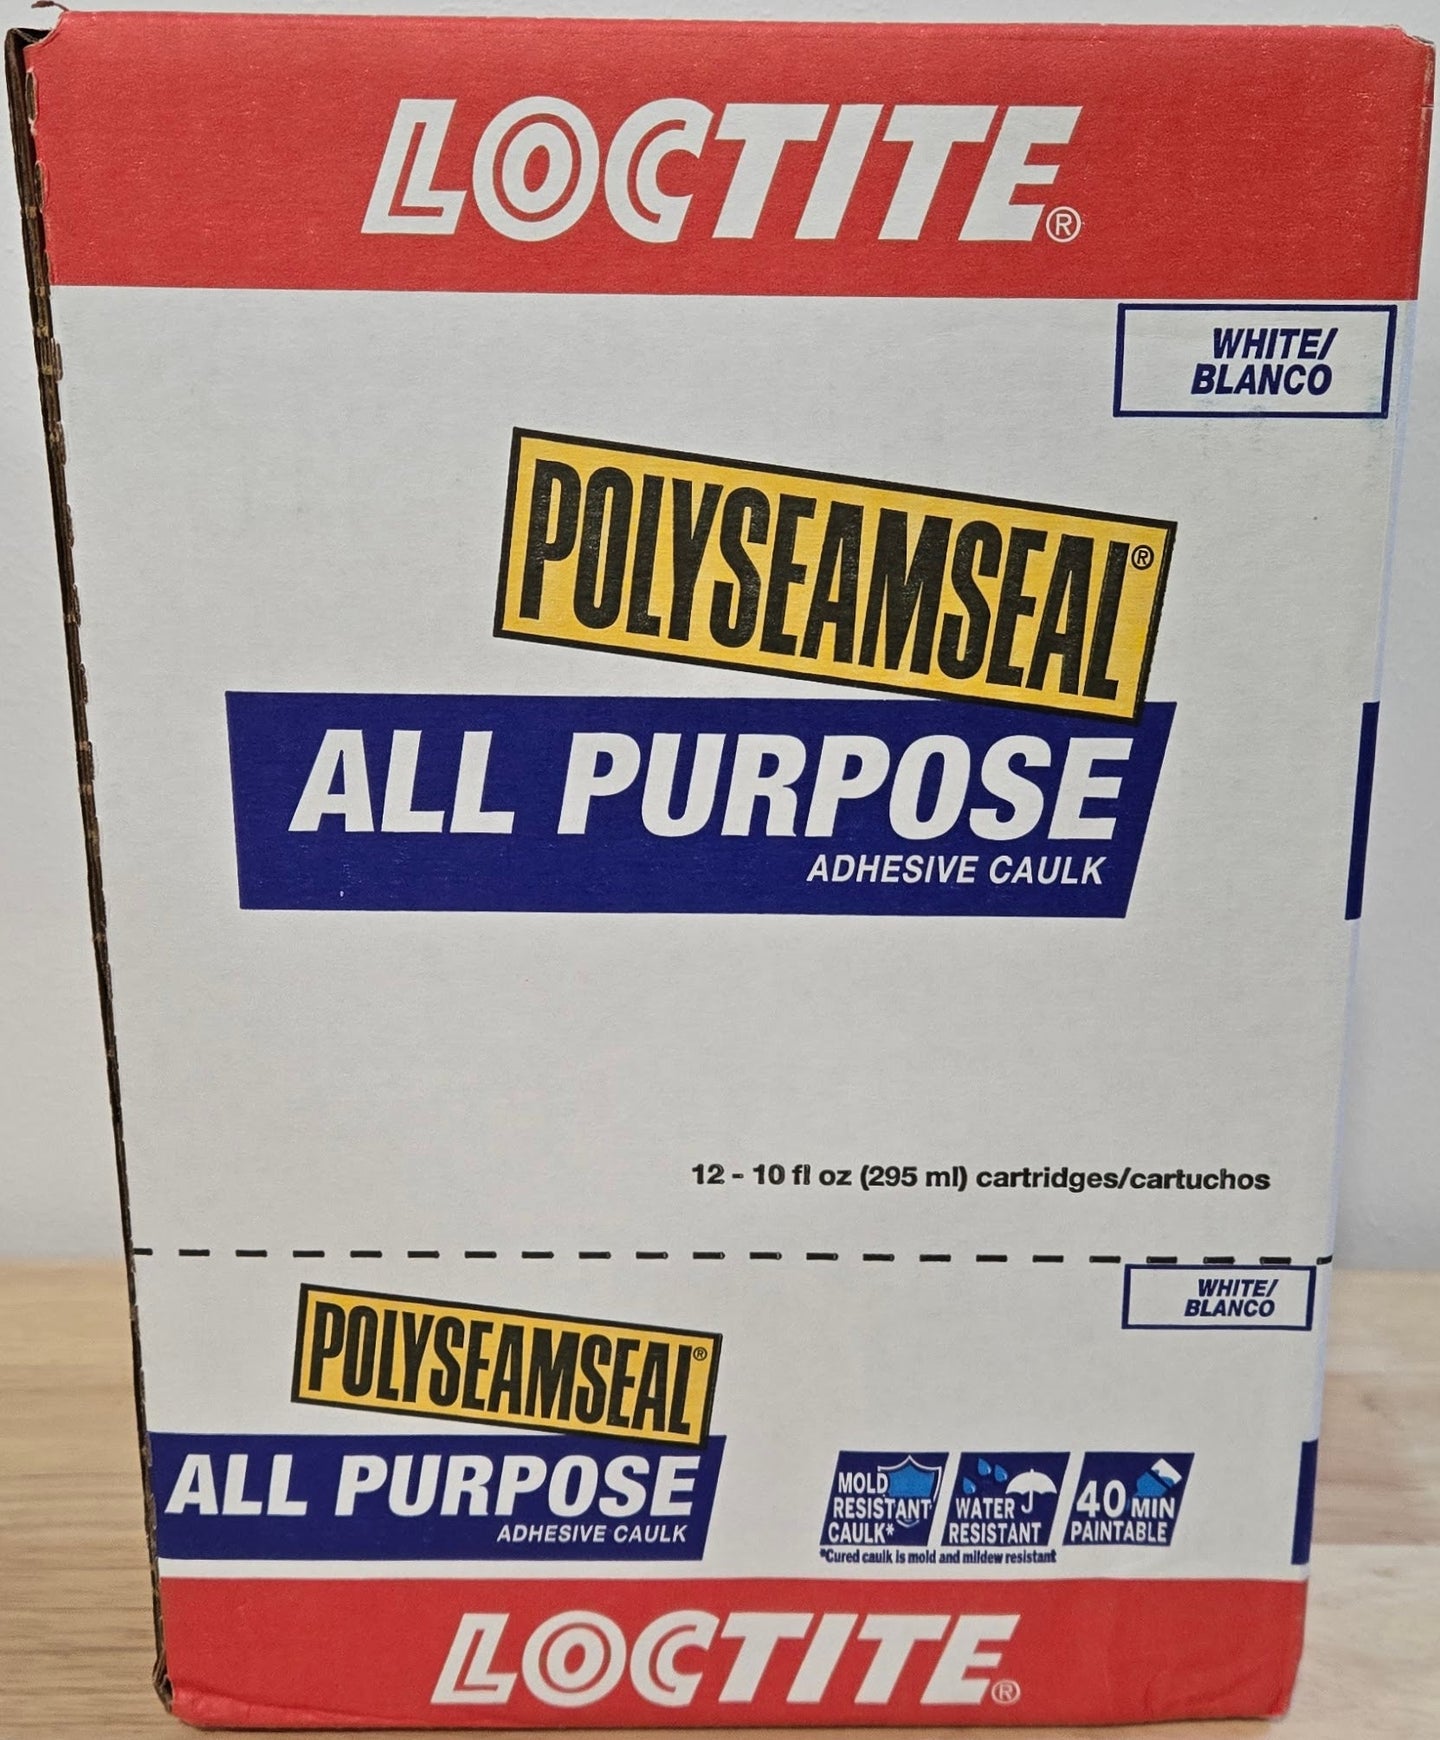 LOCTITE®
WHITE/
BLANCO
POLYSEAMSEAL®
ALL PURPOSE
ADHESIVE CAULK
12 - 10 fl oz (295 ml) cartridges/cartuchos
WHITE/
BLANCO
POLYSEAMSEAL®
ALL PURPOSE
ADHESIVE CAULK
MOLD
RESISTANT
CAULK*
WATER
RESISTANT
40 MIN
PAINTABLE
*Cured caulk is mold and mildew resistant
LOCTITE®